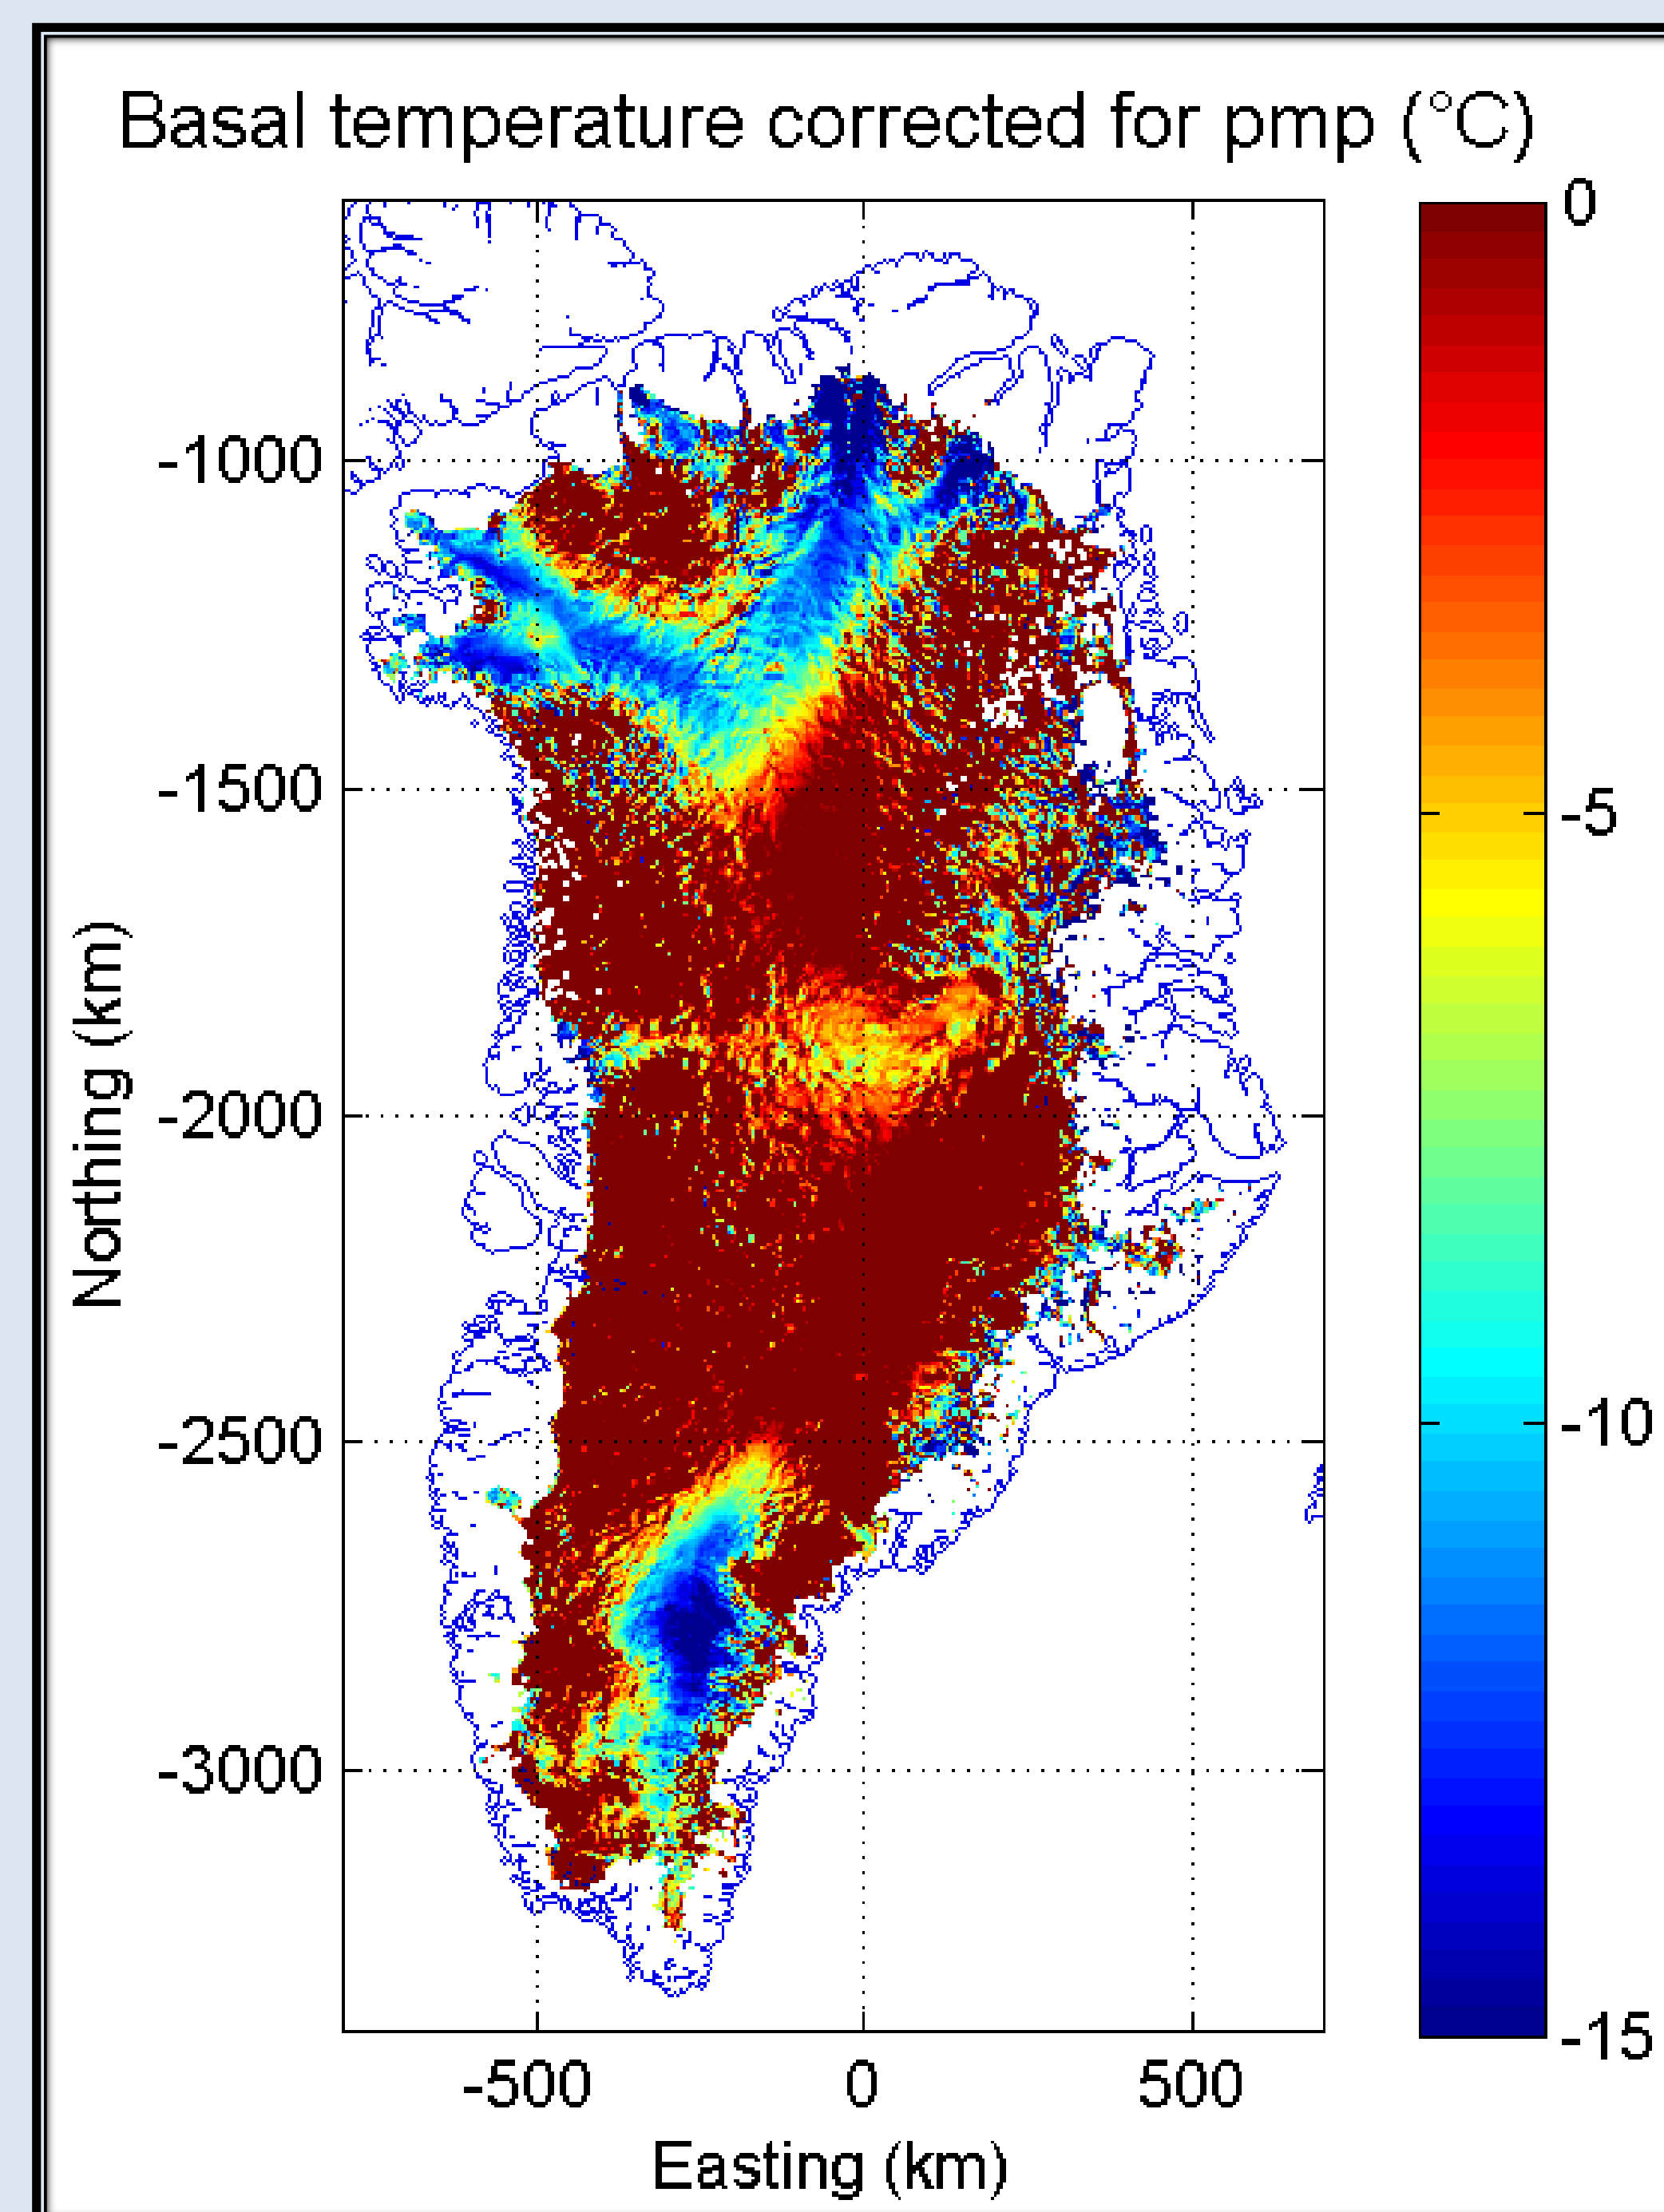 Basal temperature corrected for pmp (°C)
0
-5
-10
-15
Northing (km)
-1000
-1500
-2000
-2500
-3000
-500 0 500
Easting (km)